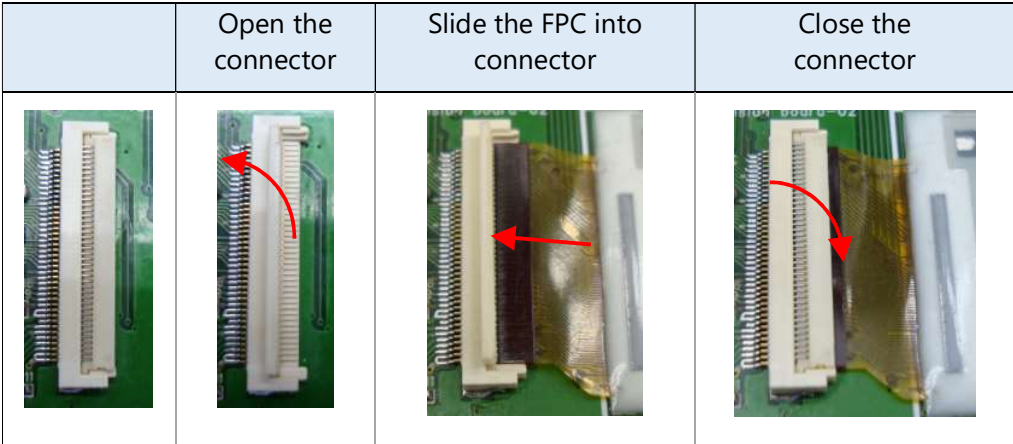 Open the
connector
Slide the FPC into
connector
Close the
connector